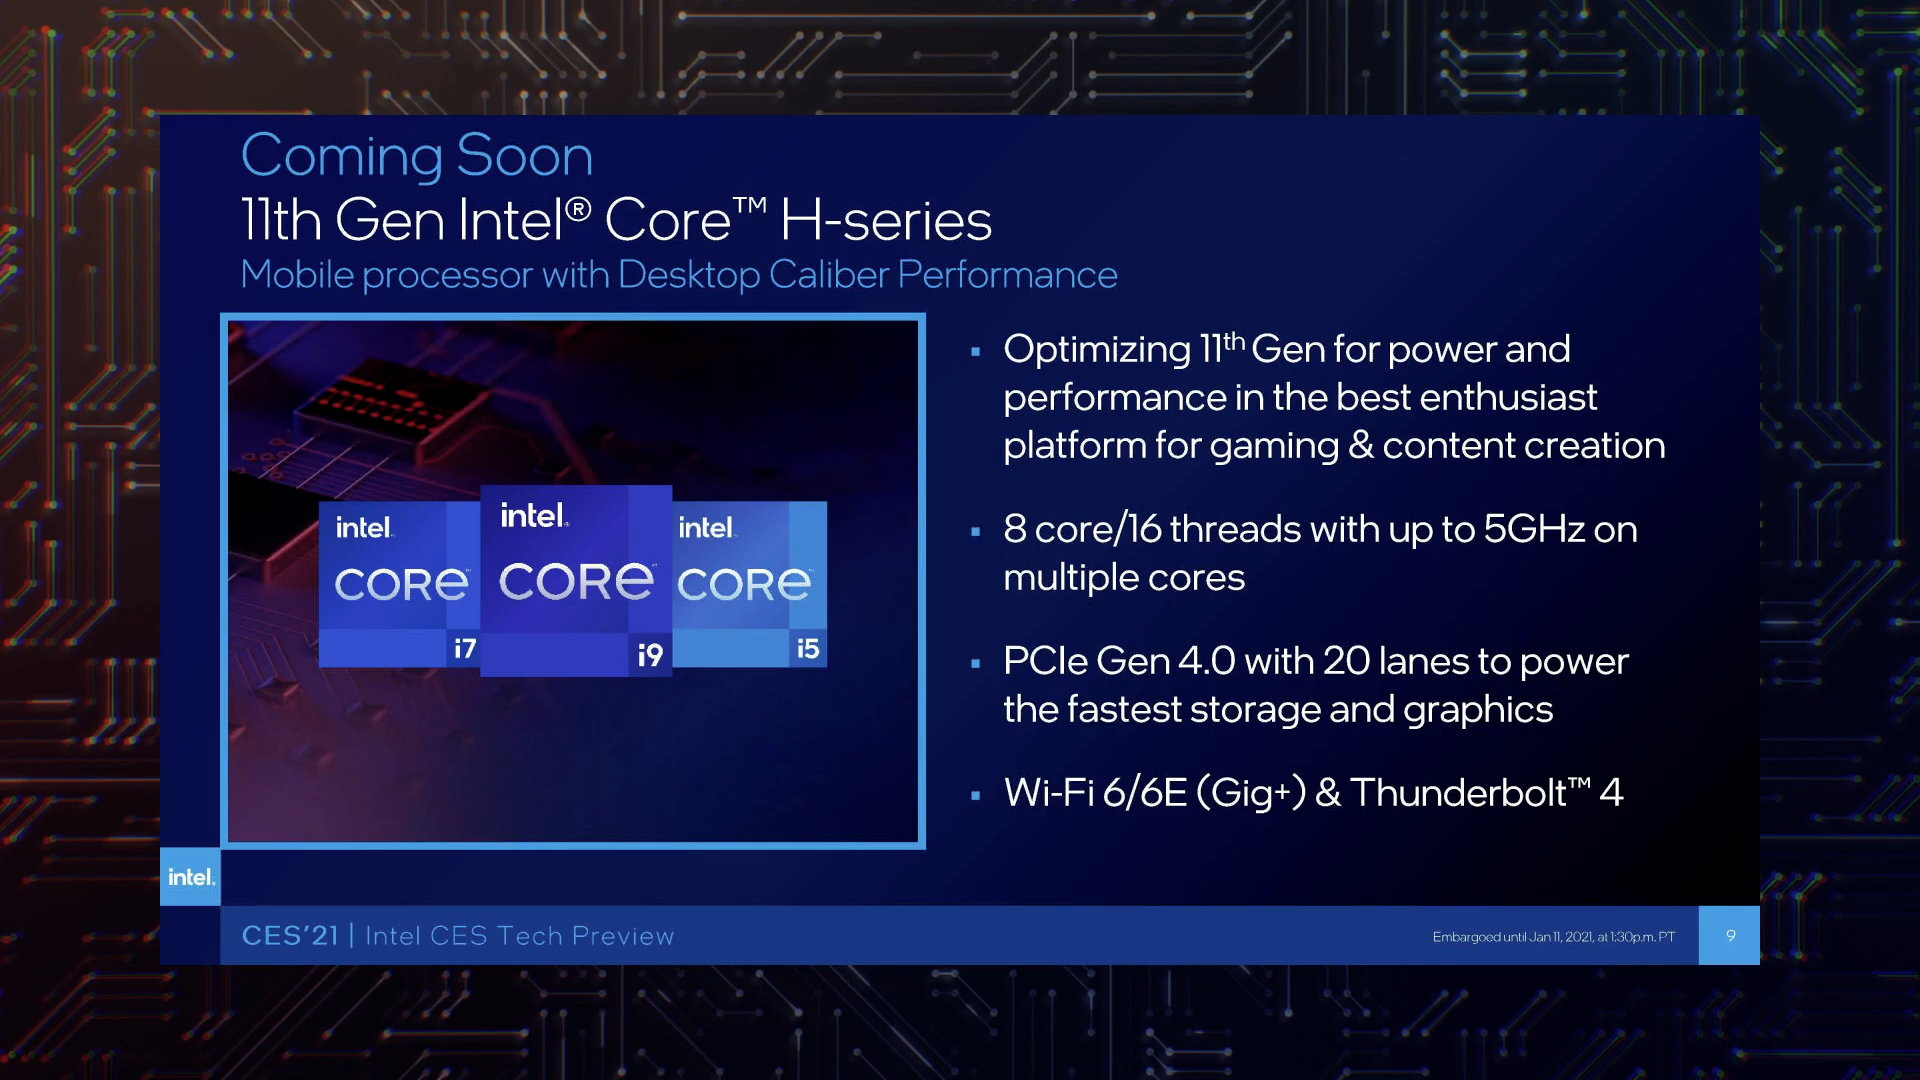 Coming Soon
11th Gen Intel® Core™ H-series
Mobile processor with Desktop Caliber Performance
intel.
CORE™
i7
intel.
CORE™
i9
intel.
CORE™
i5
▪ Optimizing 11th Gen for power and
performance in the best enthusiast
platform for gaming & content creation
▪ 8 core/16 threads with up to 5GHz on
multiple cores
▪ PCIe Gen 4.0 with 20 lanes to power
the fastest storage and graphics
▪ Wi-Fi 6/6E (Gig+) & Thunderbolt™ 4
intel.
CES'21 | Intel CES Tech Preview
Embargoed until Jan 11, 2021, at 1:30p.m. PT
9